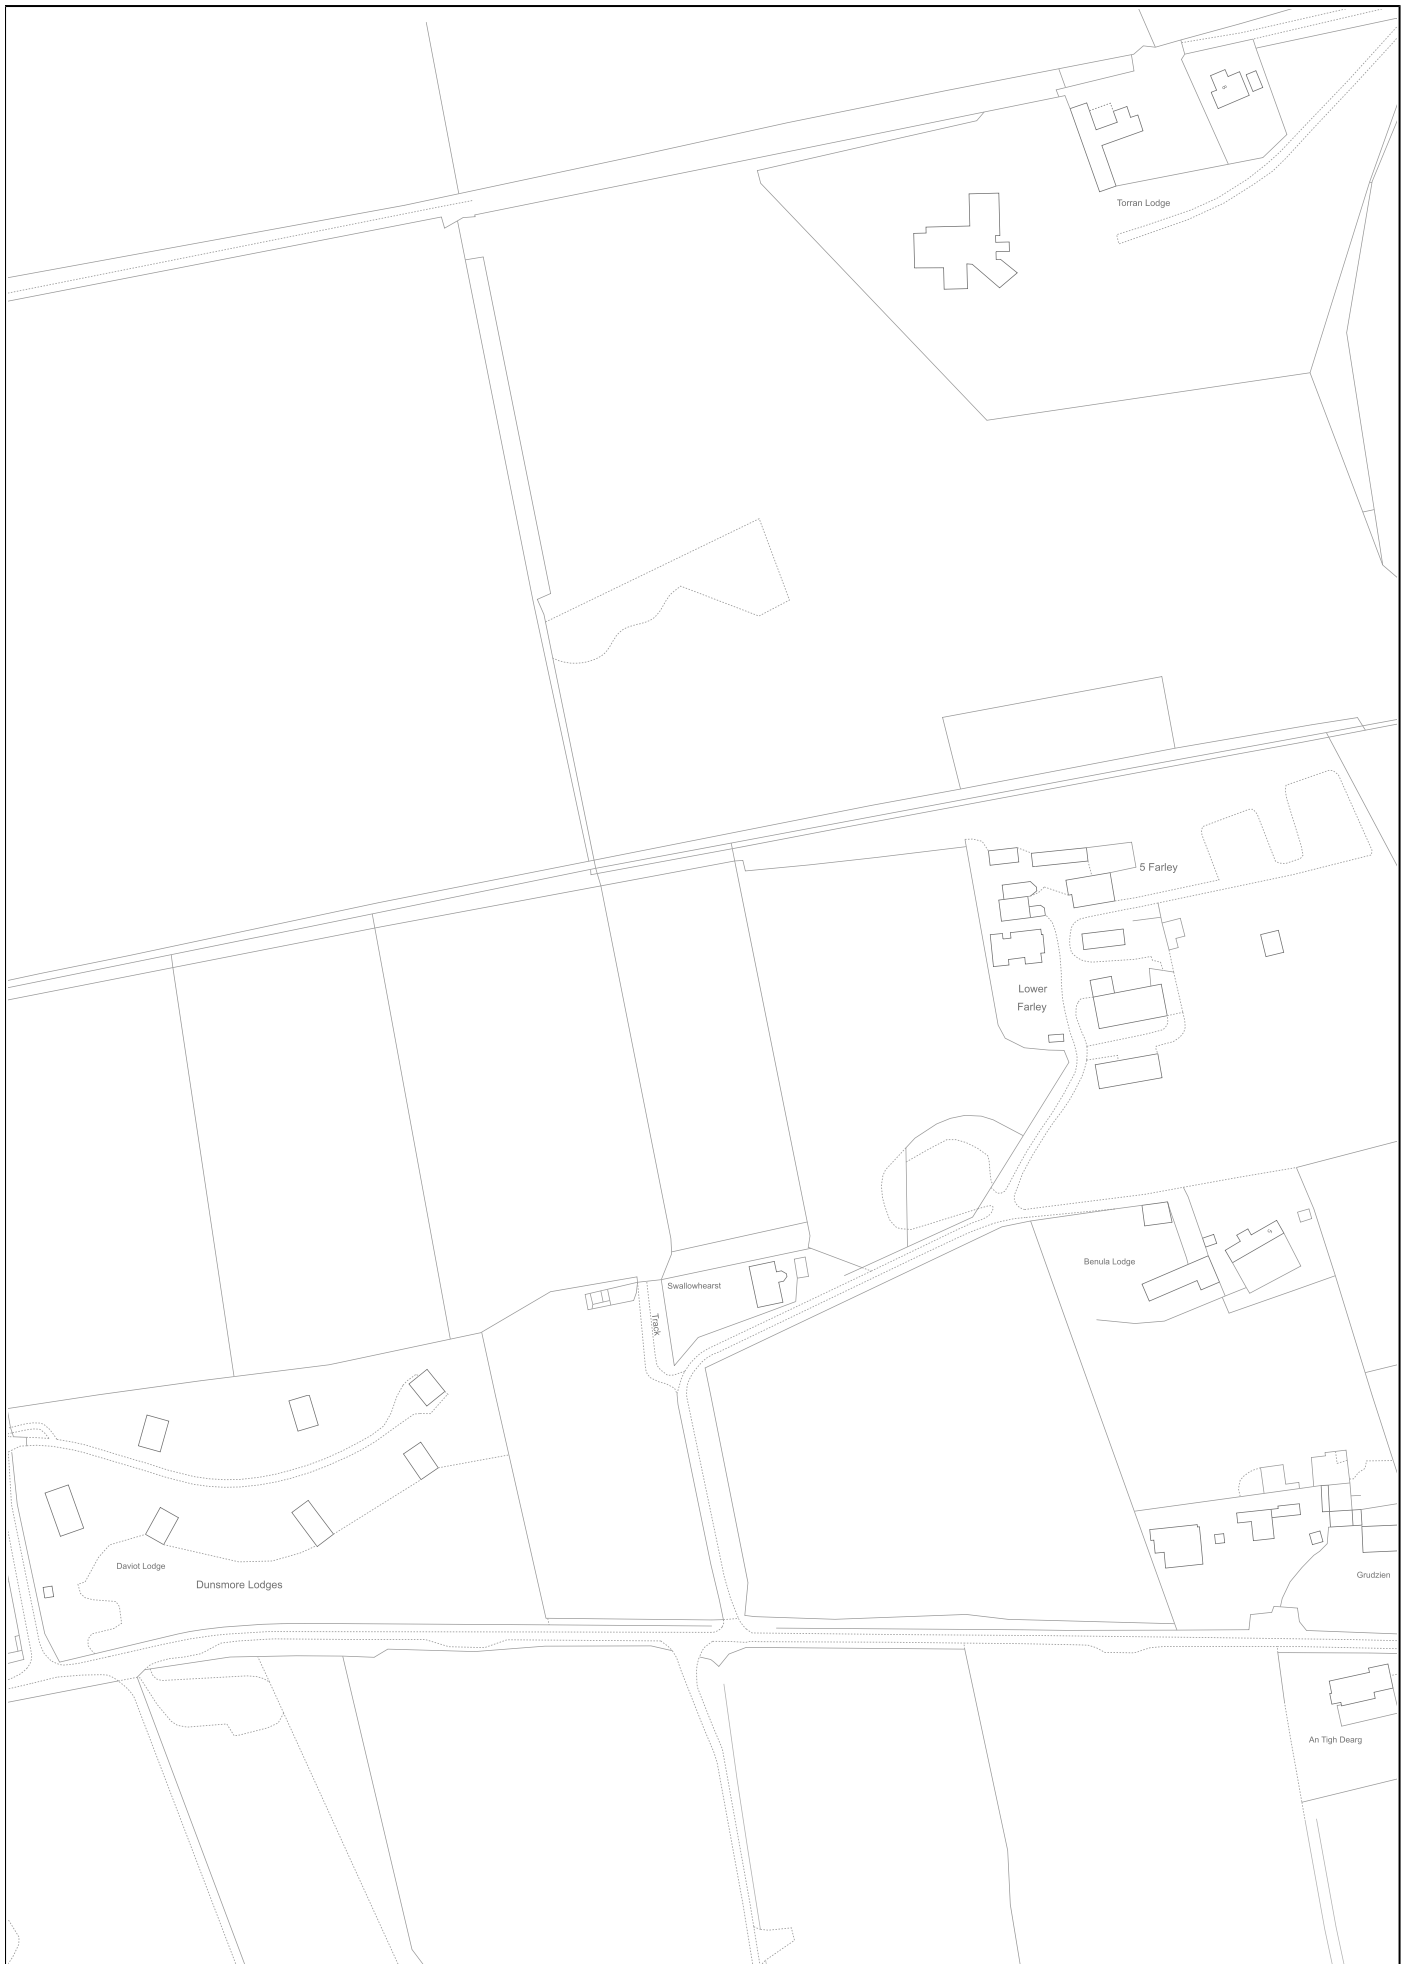 Torran Lodge
5 Farley
Lower
Farley
Benula Lodge
Swallowhearst
Track
Daviot Lodge
Dunsmore Lodges
Grudzien
An Tigh Dearg